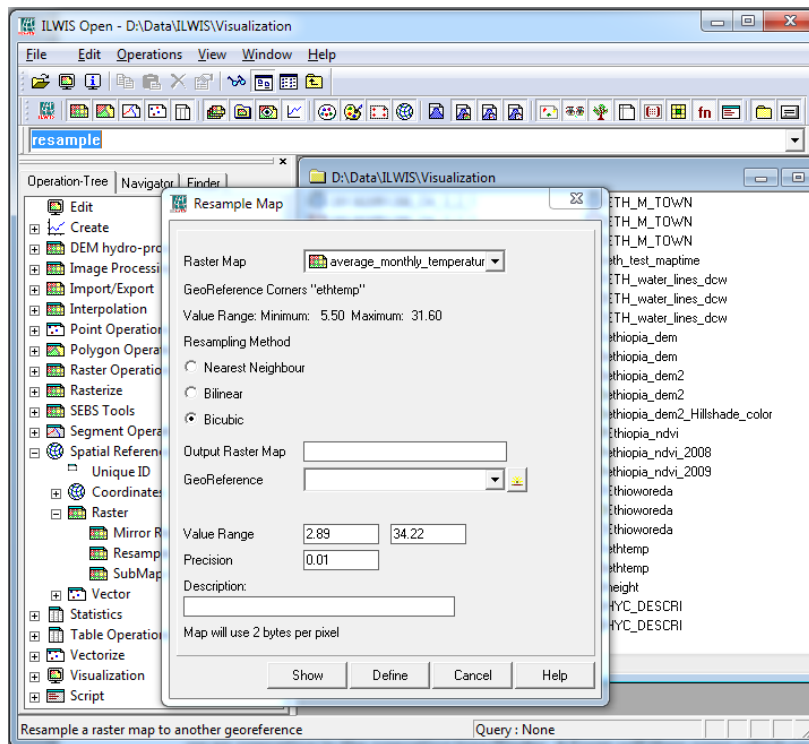 ILWIS Open - D:\Data\ILWIS\Visualization
File Edit Operations View Window Help
fn
resample
Operation-Tree Navigator Finder
Edit
Create
DEM hydro-pro
Image Processi
Import/Export
Interpolation
Point Operation
Polygon Opera
Raster Operatio
Rasterize
SEBS Tools
Segment Opera
Spatial Referenc
Unique ID
Coordinates
Raster
Mirror R
Resamp
SubMap
Vector
Statistics
Table Operation
Vectorize
Visualization
Script
D:\Data\ILWIS\Visualization
ETH_M_TOWN
ETH_M_TOWN
ETH_M_TOWN
eth_test_maptime
ETH_water_lines_dcw
ETH_water_lines_dcw
ETH_water_lines_dcw
ethiopia_dem
ethiopia_dem
ethiopia_dem2
ethiopia_dem2
ethiopia_dem2_Hillshade_color
Ethiopia_ndvi
ethiopia_ndvi_2008
ethiopia_ndvi_2009
Ethioworeda
Ethioworeda
Ethioworeda
ethtemp
ethtemp
height
HYC_DESCRI
HYC_DESCRI
Resample Map
Raster Map average_monthly_temperatur
GeoReference Corners "ethtemp"
Value Range: Minimum: 5.50 Maximum: 31.60
Resampling Method
Nearest Neighbour
Bilinear
Bicubic
Output Raster Map
GeoReference
Value Range 2.89 34.22
Precision 0.01
Description:
Map will use 2 bytes per pixel
Show Define Cancel Help
Resample a raster map to another georeference
Query : None